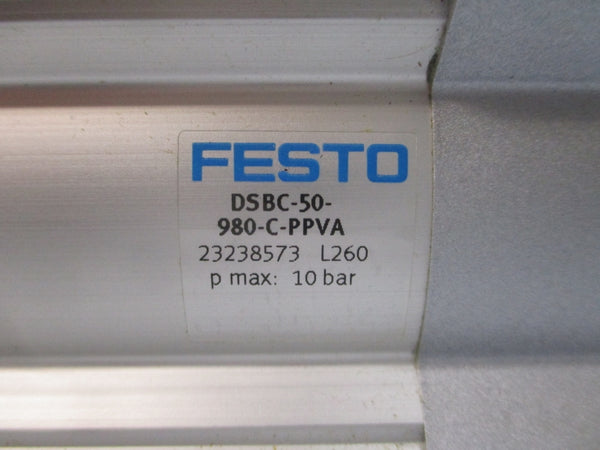 FESTO
DSBC-50-
980-C-PPVA
23238573 L260
p max: 10 bar